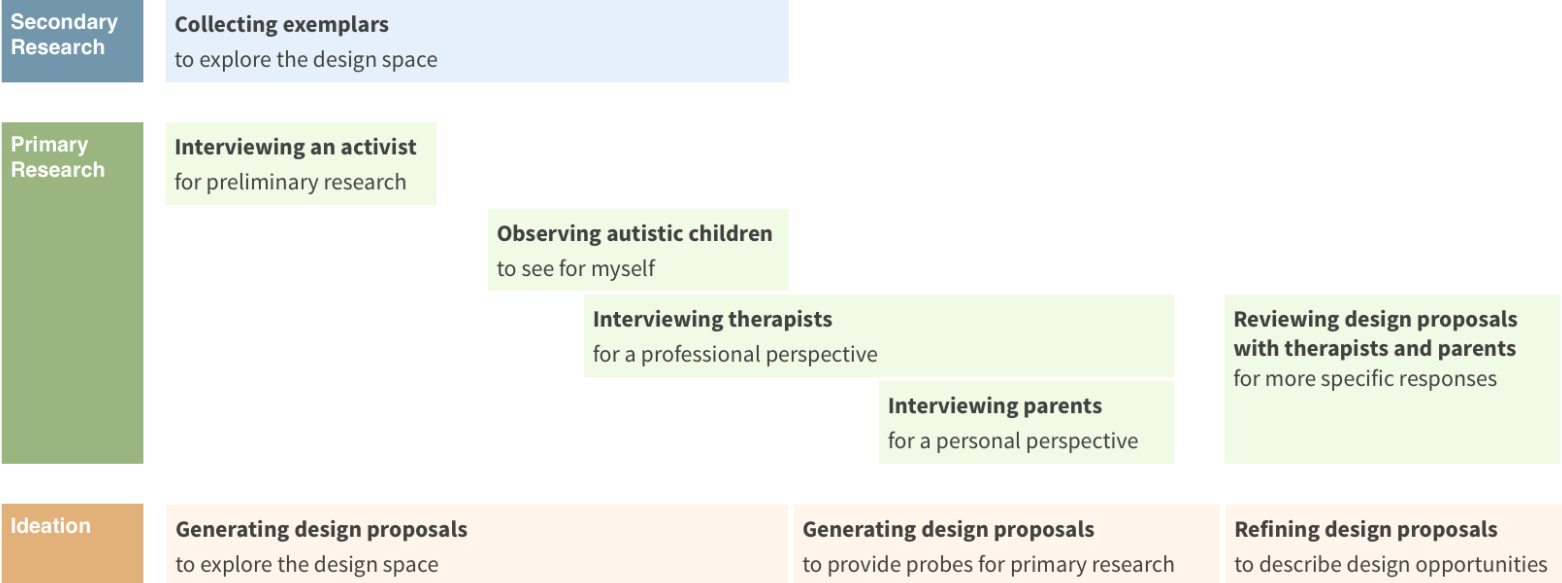 Secondary
Research
Collecting exemplars
to explore the design space
Primary
Research
Interviewing an activist
for preliminary research
Observing autistic children
to see for myself
Interviewing therapists
for a professional perspective
Reviewing design proposals
with therapists and parents
for more specific responses
Interviewing parents
for a personal perspective
Ideation
Generating design proposals
to explore the design space
Generating design proposals
to provide probes for primary research
Refining design proposals
to describe design opportunities